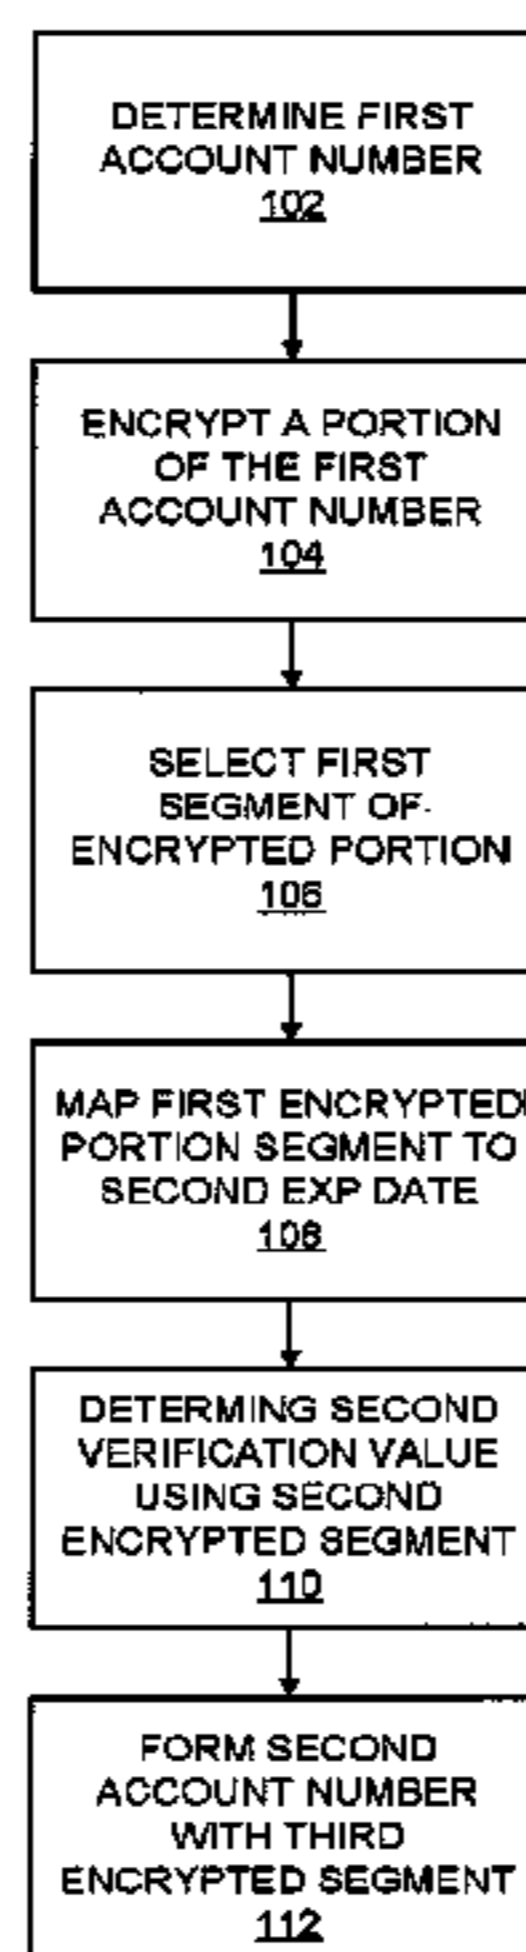 DETERMINE FIRST
ACCOUNT NUMBER
102
ENCRYPT A PORTION
OF THE FIRST
ACCOUNT NUMBER
104
SELECT FIRST
SEGMENT OF
ENCRYPTED PORTION
106
MAP FIRST ENCRYPTED
PORTION SEGMENT TO
SECOND EXP DATE
108
DETERMING SECOND
VERIFICATION VALUE
USING SECOND
ENCRYPTED SEGMENT
110
FORM SECOND
ACCOUNT NUMBER
WITH THIRD
ENCRYPTED SEGMENT
112